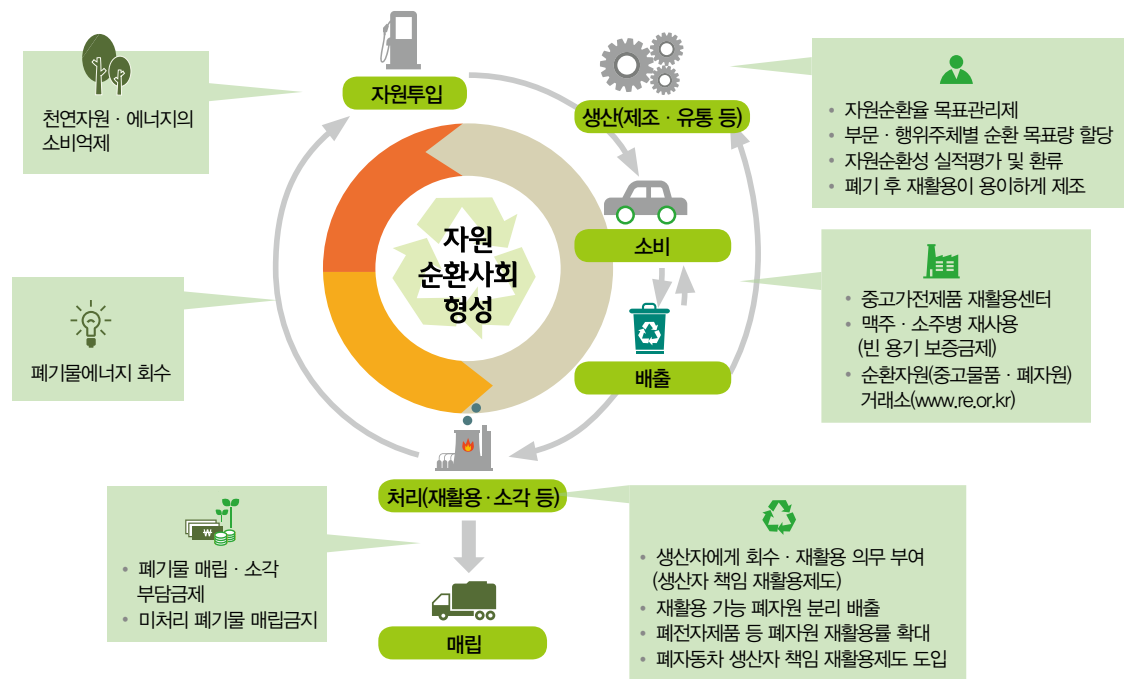 천연자원 · 에너지의
소비억제
자원투입
생산(제조 · 유통 등)
• 자원순환율 목표관리제
• 부문 · 행위주체별 순환 목표량 할당
• 자원순환성 실적평가 및 환류
• 폐기 후 재활용이 용이하게 제조
자원
순환사회
형성
소비
배출
• 중고가전제품 재활용센터
• 맥주 · 소주병 재사용
(빈 용기 보증금제)
• 순환자원(중고물품 · 폐자원)
거래소(www.re.or.kr)
폐기물에너지 회수
처리(재활용 · 소각 등)
₩
• 폐기물 매립 · 소각
부담금제
• 미처리 폐기물 매립금지
매립
• 생산자에게 회수 · 재활용 의무 부여
(생산자 책임 재활용제도)
• 재활용 가능 폐자원 분리 배출
• 폐전자제품 등 폐자원 재활용률 확대
• 폐자동차 생산자 책임 재활용제도 도입